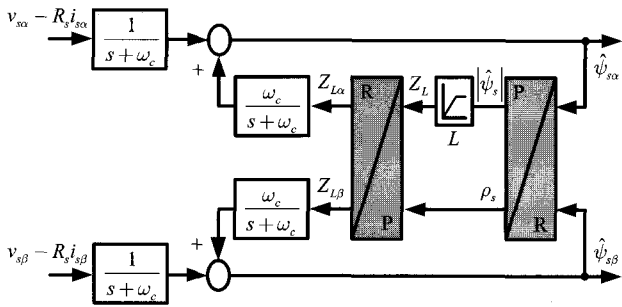 v_{sα} − R_s i_{sα}
1
s + ω_c
ψ̂_{sα}
+
ω_c
s + ω_c
Z_{Lα}
R
Z_L
|ψ̂_s|
P
L
ω_c
s + ω_c
Z_{Lβ}
P
ρ_s
R
+
v_{sβ} − R_s i_{sβ}
1
s + ω_c
ψ̂_{sβ}